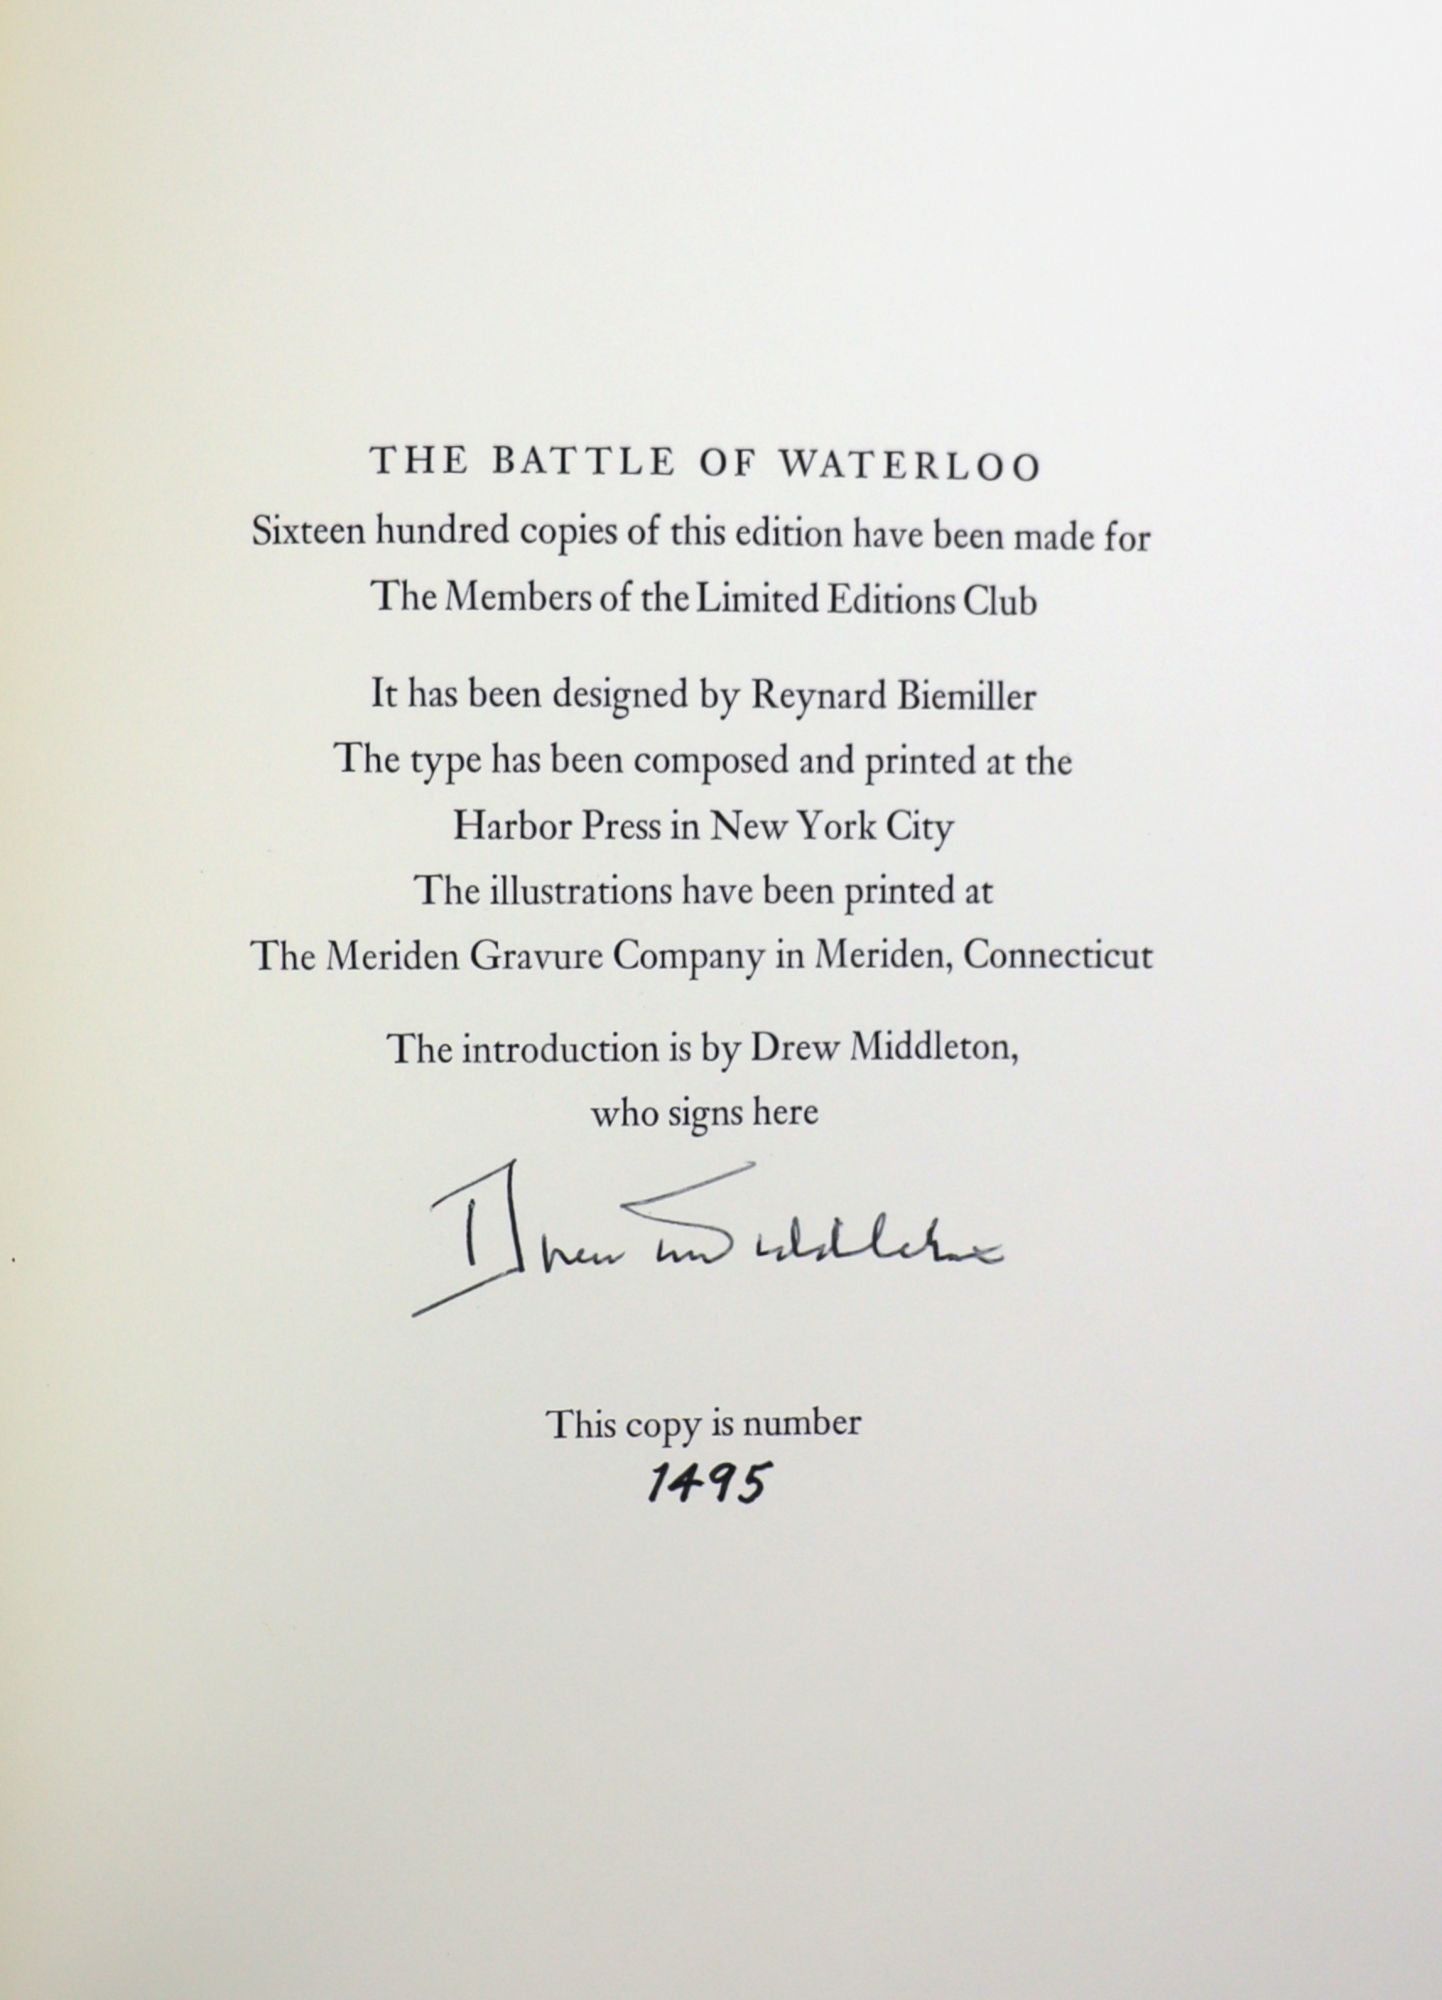 THE BATTLE OF WATERLOO
Sixteen hundred copies of this edition have been made for
The Members of the Limited Editions Club
It has been designed by Reynard Biemiller
The type has been composed and printed at the
Harbor Press in New York City
The illustrations have been printed at
The Meriden Gravure Company in Meriden, Connecticut
The introduction is by Drew Middleton,
who signs here
Drew Middleton
This copy is number
1495